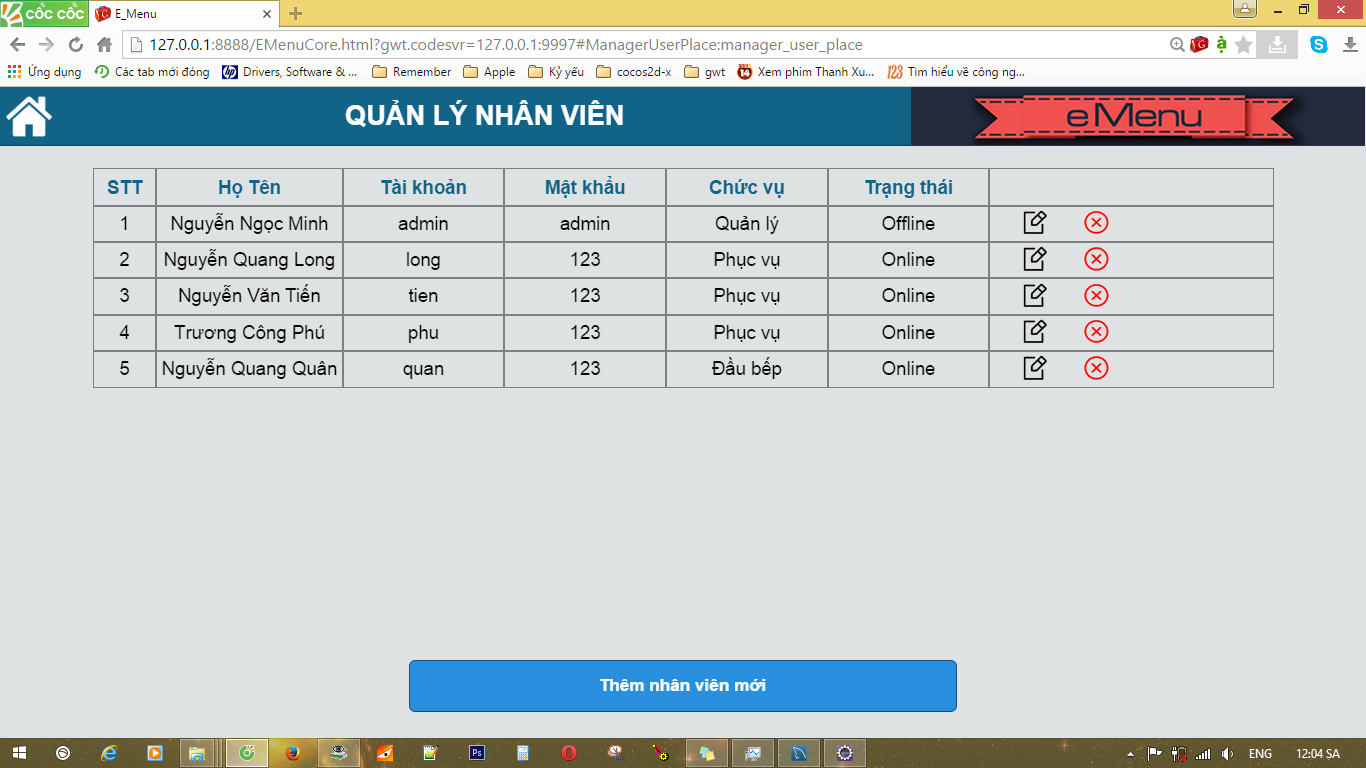 CỐC CỐC E_Menu
127.0.0.1:8888/EMenuCore.html?gwt.codesvr=127.0.0.1:9997#ManagerUserPlace:manager_user_place
Ứng dụng Các tab mới đóng Drivers, Software & ... Remember Apple Kỷ yếu cocos2d-x gwt Xem phim Thanh Xu... Tìm hiểu về công ng...
QUẢN LÝ NHÂN VIÊN eMenu
STT Họ Tên Tài khoản Mật khẩu Chức vụ Trạng thái
1 Nguyễn Ngọc Minh admin admin Quản lý Offline
2 Nguyễn Quang Long long 123 Phục vụ Online
3 Nguyễn Văn Tiến tien 123 Phục vụ Online
4 Trương Công Phú phu 123 Phục vụ Online
5 Nguyễn Quang Quân quan 123 Đầu bếp Online
Thêm nhân viên mới
ENG 12:04 SA